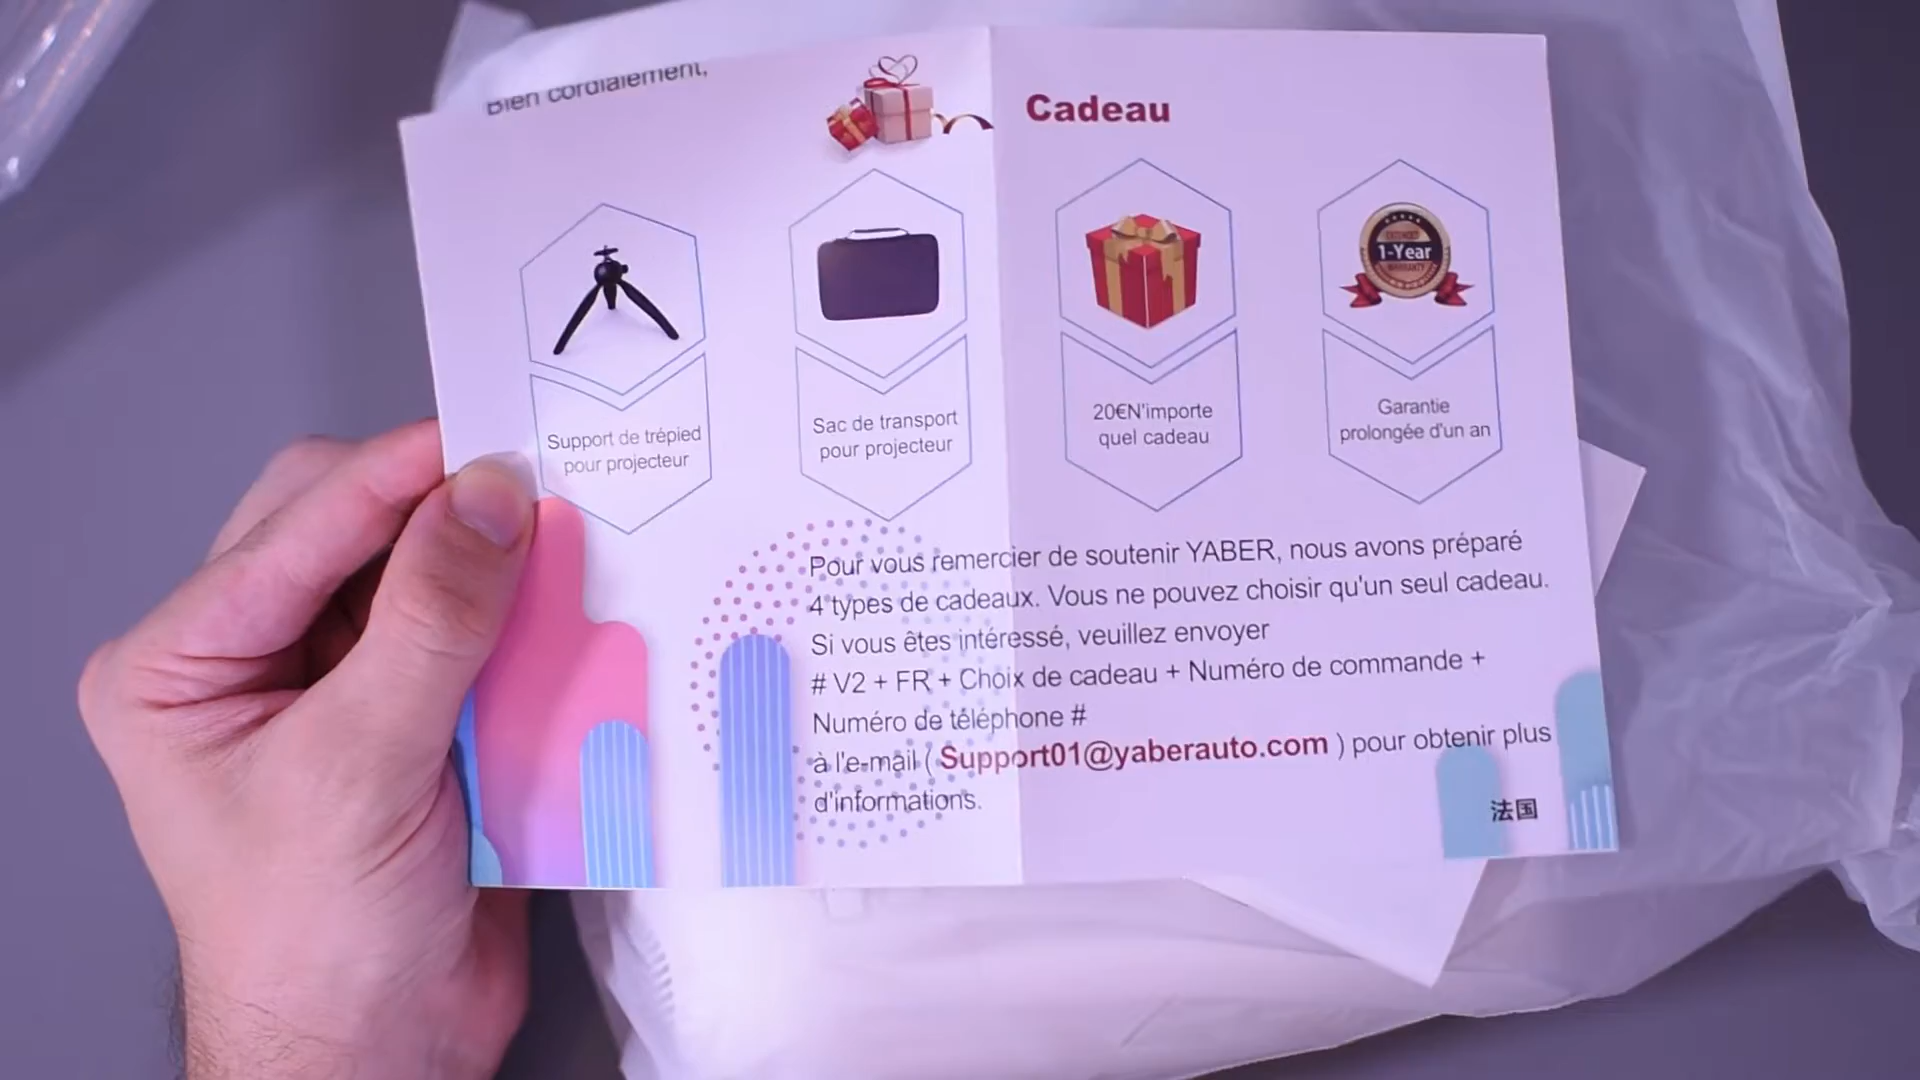 Bien cordialement,
Cadeau
EXTENDED
1-Year
WARRANTY
Support de trépied
pour projecteur
Sac de transport
pour projecteur
20€N'importe
quel cadeau
Garantie
prolongée d'un an
Pour vous remercier de soutenir YABER, nous avons préparé
4 types de cadeaux. Vous ne pouvez choisir qu'un seul cadeau.
Si vous êtes intéressé, veuillez envoyer
# V2 + FR + Choix de cadeau + Numéro de commande +
Numéro de téléphone #
à l'e-mail ( Support01@yaberauto.com ) pour obtenir plus
d'informations.
法国